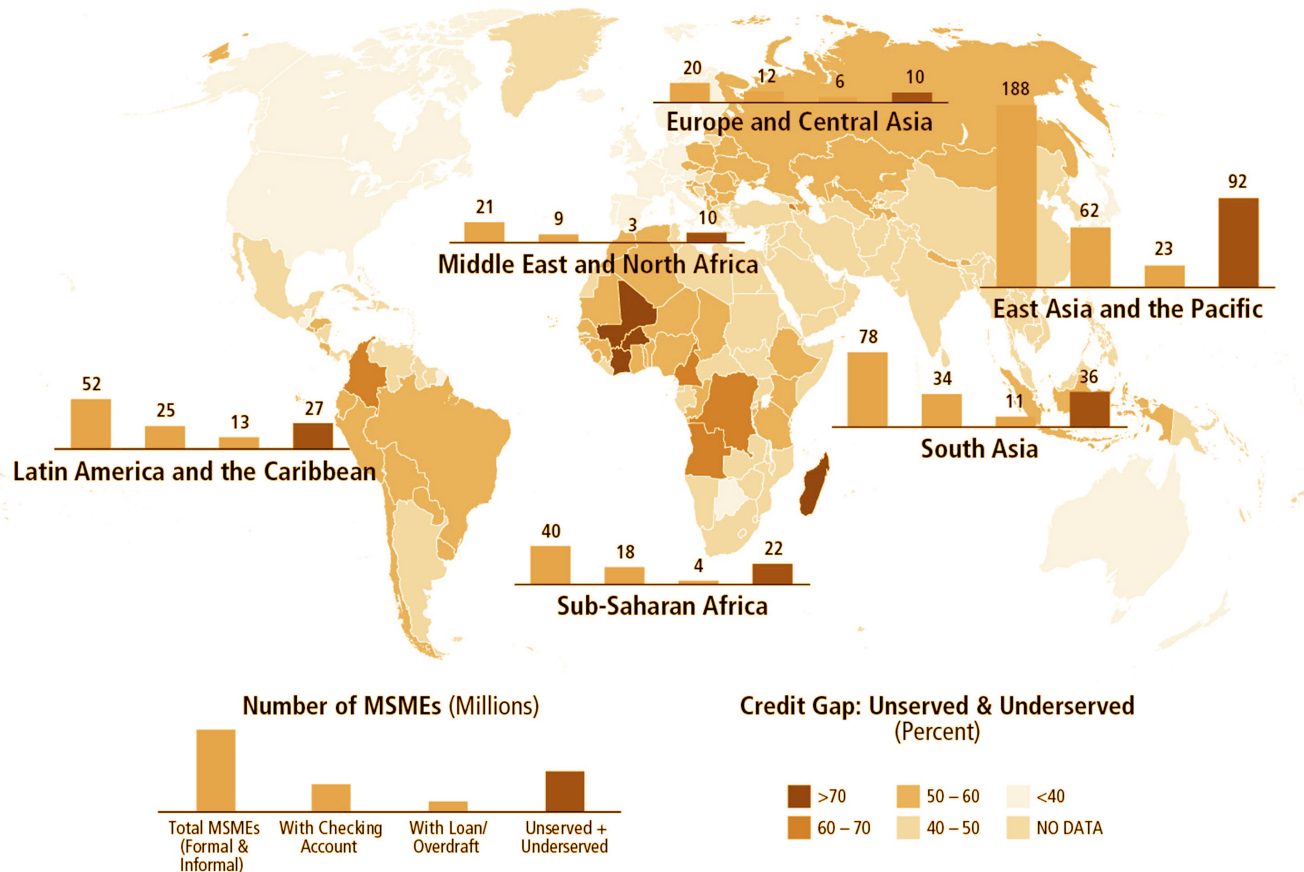 20 12 6 10
Europe and Central Asia
188 62 23 92
East Asia and the Pacific
21 9 3 10
Middle East and North Africa
78 34 11 36
South Asia
52 25 13 27
Latin America and the Caribbean
40 18 4 22
Sub-Saharan Africa
Number of MSMEs (Millions)
Total MSMEs
(Formal &
Informal)
With Checking
Account
With Loan/
Overdraft
Unserved +
Underserved
Credit Gap: Unserved & Underserved
(Percent)
>70 50 – 60 <40
60 – 70 40 – 50 NO DATA